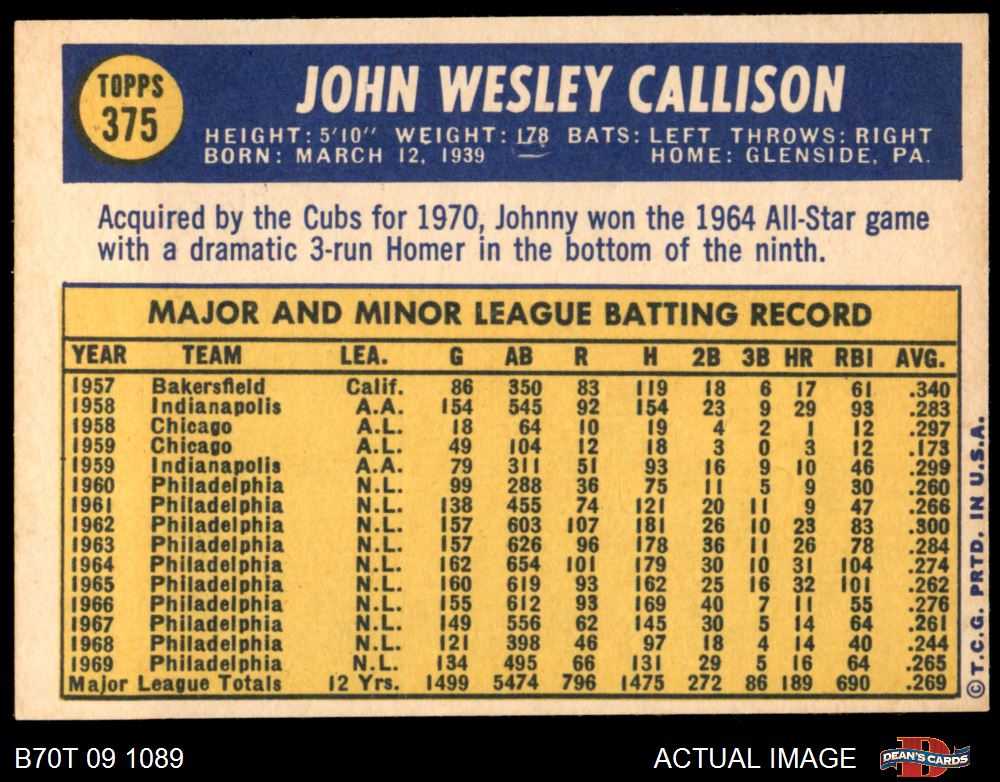 TOPPS
375
JOHN WESLEY CALLISON
HEIGHT: 5'10" WEIGHT: 178 BATS: LEFT THROWS: RIGHT
BORN: MARCH 12, 1939 HOME: GLENSIDE, PA.
Acquired by the Cubs for 1970, Johnny won the 1964 All-Star game
with a dramatic 3-run Homer in the bottom of the ninth.
MAJOR AND MINOR LEAGUE BATTING RECORD
YEAR TEAM LEA. G AB R H 2B 3B HR RBI AVG.
1957 Bakersfield Calif. 86 350 83 119 18 6 17 61 .340
1958 Indianapolis A.A. 154 545 92 154 23 9 29 93 .283
1958 Chicago A.L. 18 64 10 19 4 2 1 12 .297
1959 Chicago A.L. 49 104 12 18 3 0 3 12 .173
1959 Indianapolis A.A. 79 311 51 93 16 9 10 46 .299
1960 Philadelphia N.L. 99 288 36 75 11 5 9 30 .260
1961 Philadelphia N.L. 138 455 74 121 20 11 9 47 .266
1962 Philadelphia N.L. 157 603 107 181 26 10 23 83 .300
1963 Philadelphia N.L. 157 626 96 178 36 11 26 78 .284
1964 Philadelphia N.L. 162 654 101 179 30 10 31 104 .274
1965 Philadelphia N.L. 160 619 93 162 25 16 32 101 .262
1966 Philadelphia N.L. 155 612 93 169 40 7 11 55 .276
1967 Philadelphia N.L. 149 556 62 145 30 5 14 64 .261
1968 Philadelphia N.L. 121 398 46 97 18 4 14 40 .244
1969 Philadelphia N.L. 134 495 66 131 29 5 16 64 .265
Major League Totals 12 Yrs. 1499 5474 796 1475 272 86 189 690 .269
© T.C.G. PRTD. IN U.S.A.
B70T 09 1089 ACTUAL IMAGE DEAN'S CARDS